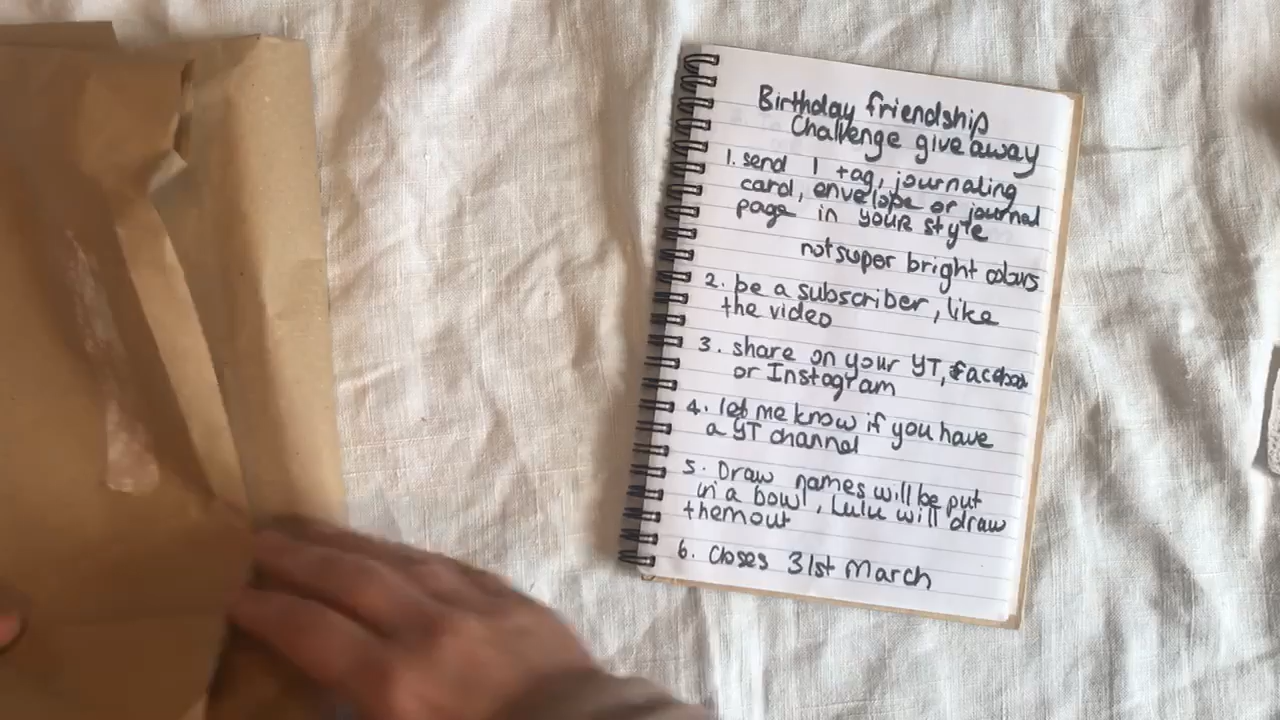 Birthday friendship
Challenge give away
1. send 1 tag, journaling
card, envelope or journal
page in your style
not super bright colours
2. be a subscriber, like
the video
3. share on your YT, facebook
or Instagram
4. let me know if you have
a YT channel
5. Draw names will be put
in a bowl, Lulu will draw
them out
6. Closes 31st March